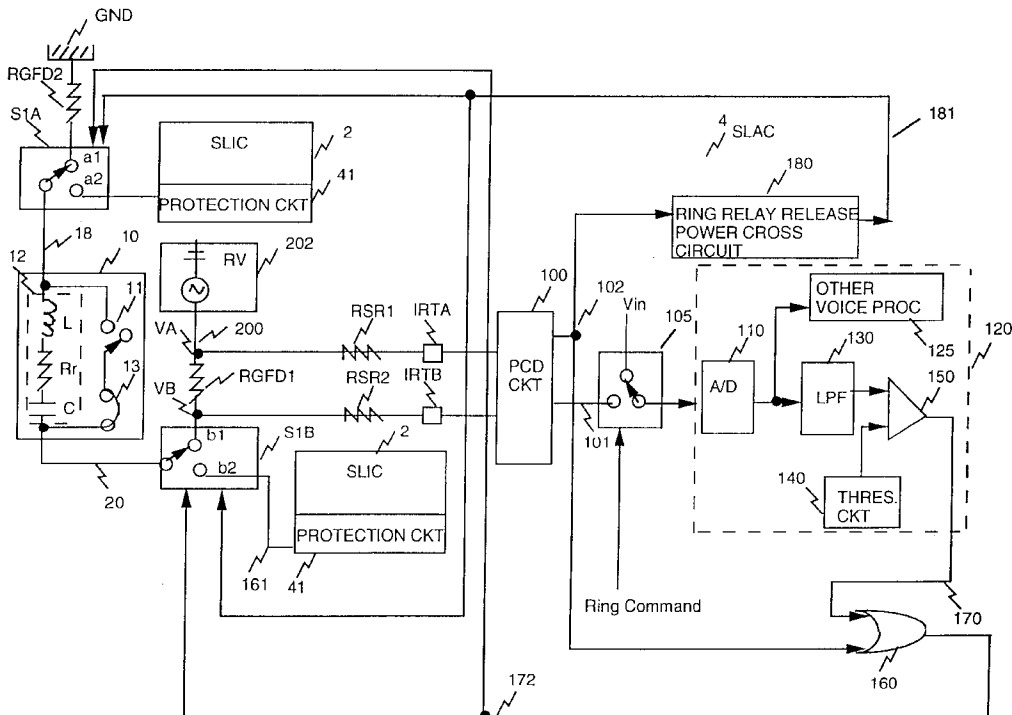 GND
RGFD2
S1A
a1
a2
SLIC
2
PROTECTION CKT
41
4
SLAC
181
180
RING RELAY RELEASE
POWER CROSS
CIRCUIT
18
10
12
11
L
Rr
C
13
RV
202
200
VA
VB
RGFD1
RSR1
RSR2
IRTA
IRTB
100
PCD
CKT
102
101
Vin
105
OTHER
VOICE PROC
125
120
110
A/D
130
LPF
150
140
THRES.
CKT
b1
b2
S1B
20
2
SLIC
PROTECTION CKT
161
41
Ring Command
170
160
172